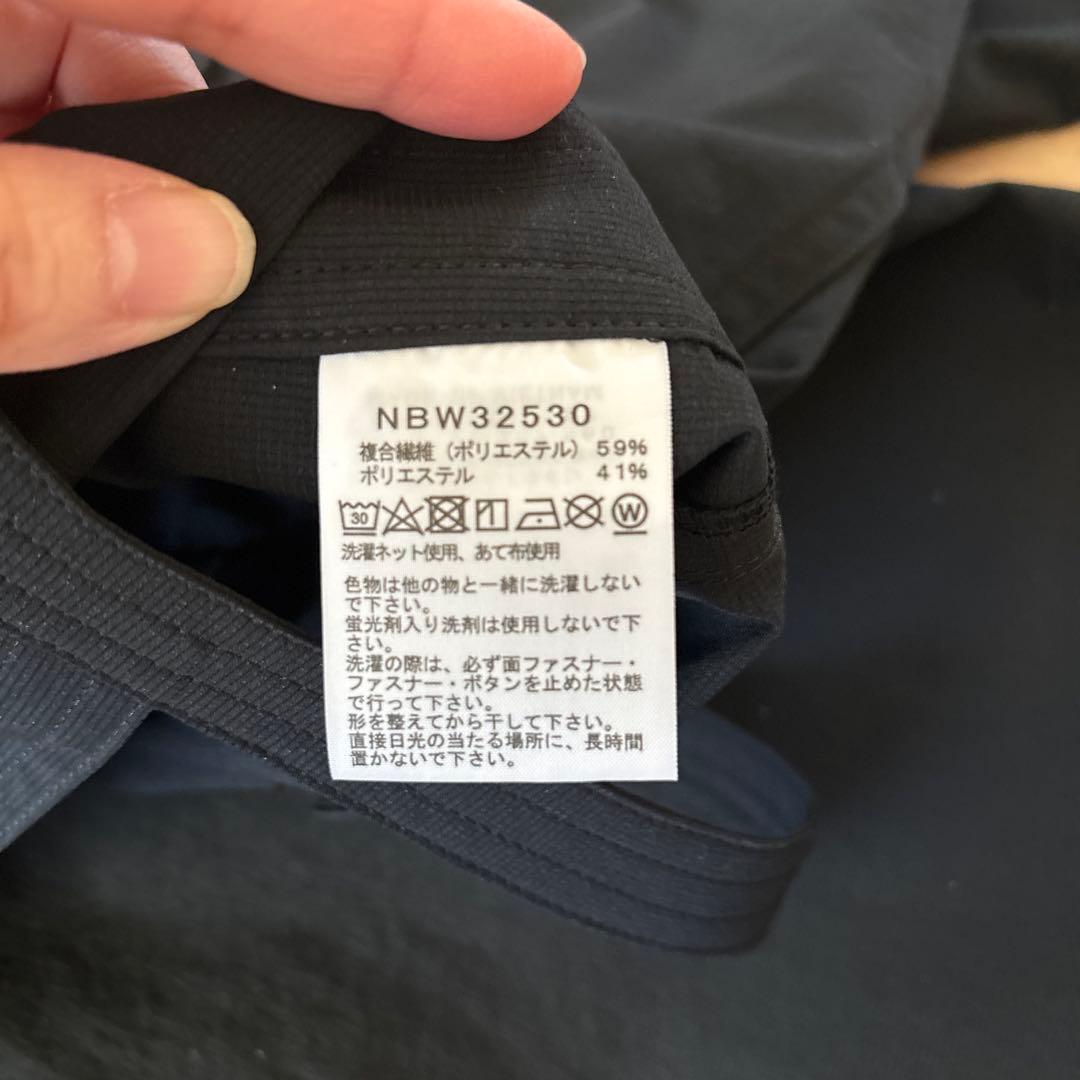 NBW32530
複合繊維(ポリエステル) 59%
ポリエステル 41%
30 W
洗濯ネット使用、あて布使用
色物は他の物と一緒に洗濯しない
で下さい。
蛍光剤入り洗剤は使用しないで下
さい。
洗濯の際は、必ず面ファスナー・
ファスナー・ボタンを止めた状態
で行って下さい。
形を整えてから干して下さい。
直接日光の当たる場所に、長時間
置かないで下さい。